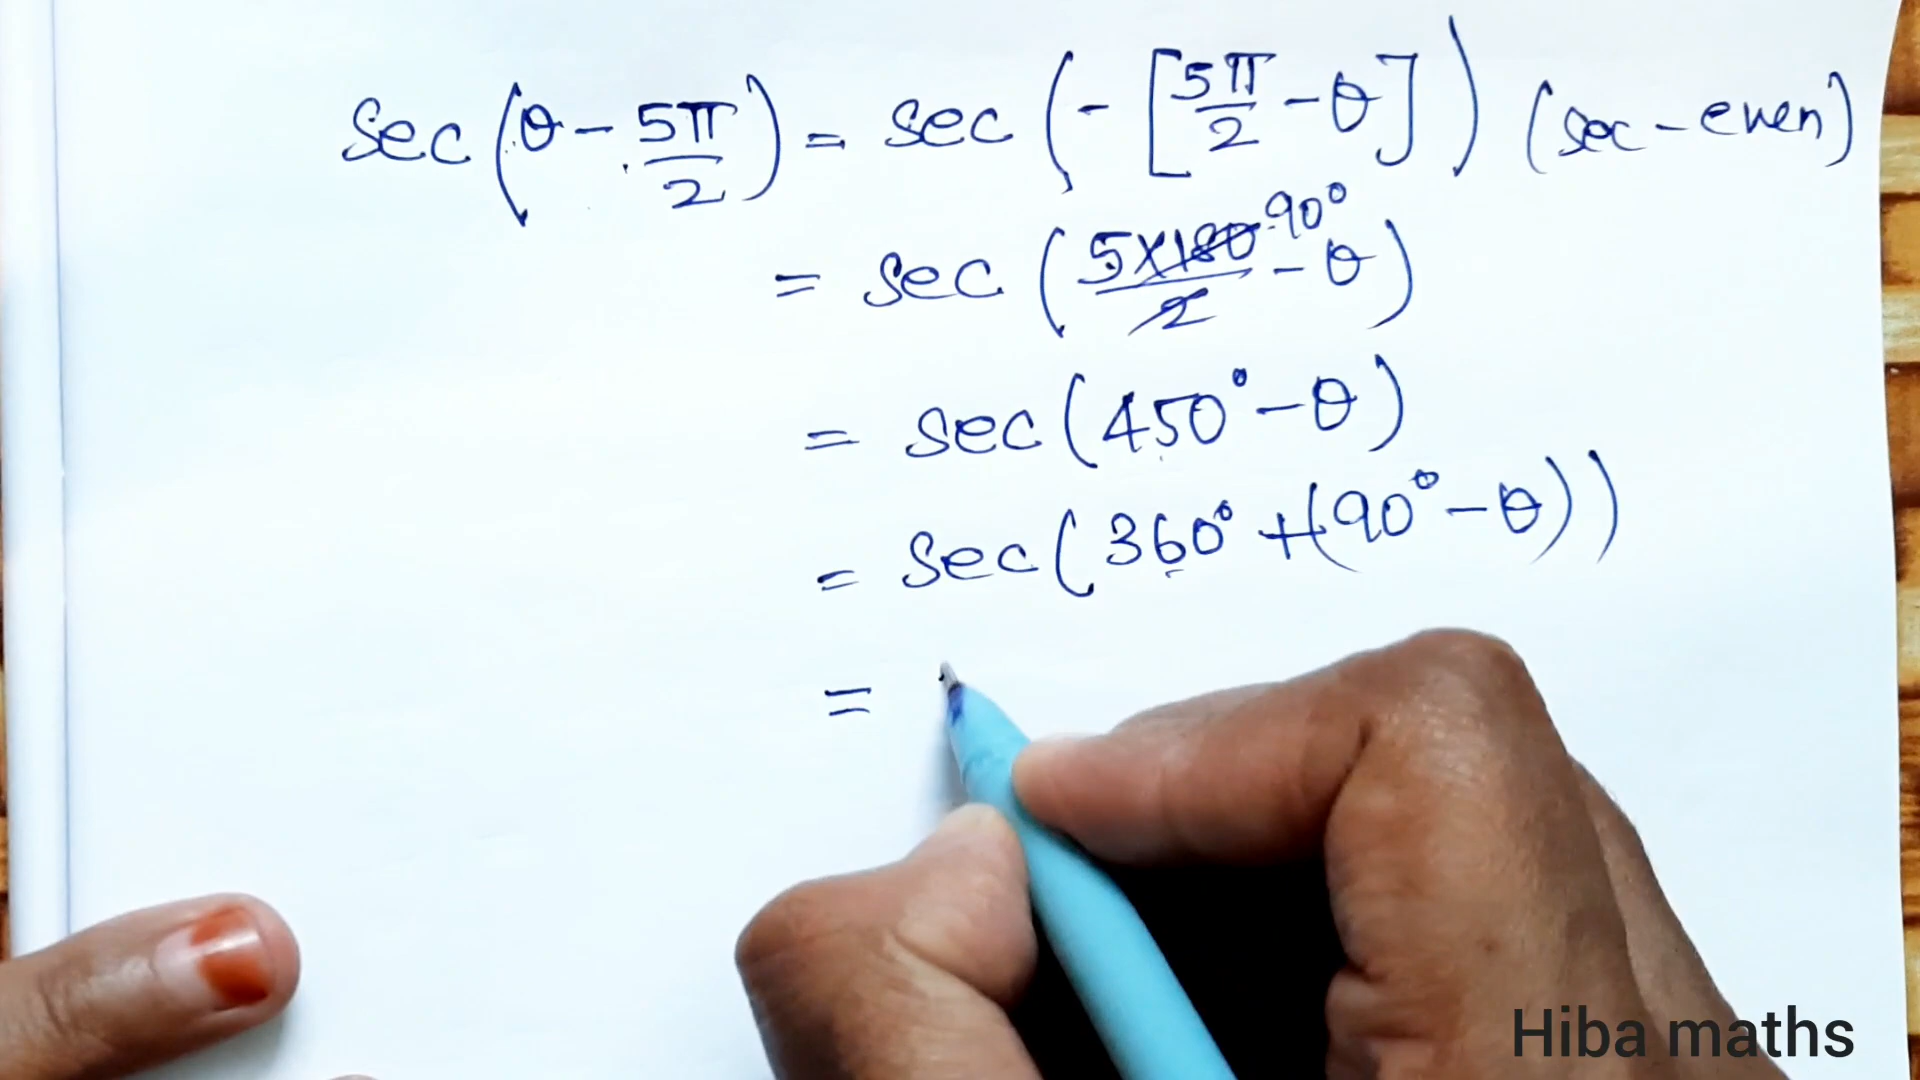 sec(θ - 5π/2) = sec(-[5π/2 - θ]) (sec - even)
= sec(5×180/2 90° - θ)
= sec(450° - θ)
= sec(360° + (90° - θ))
=
Hiba maths